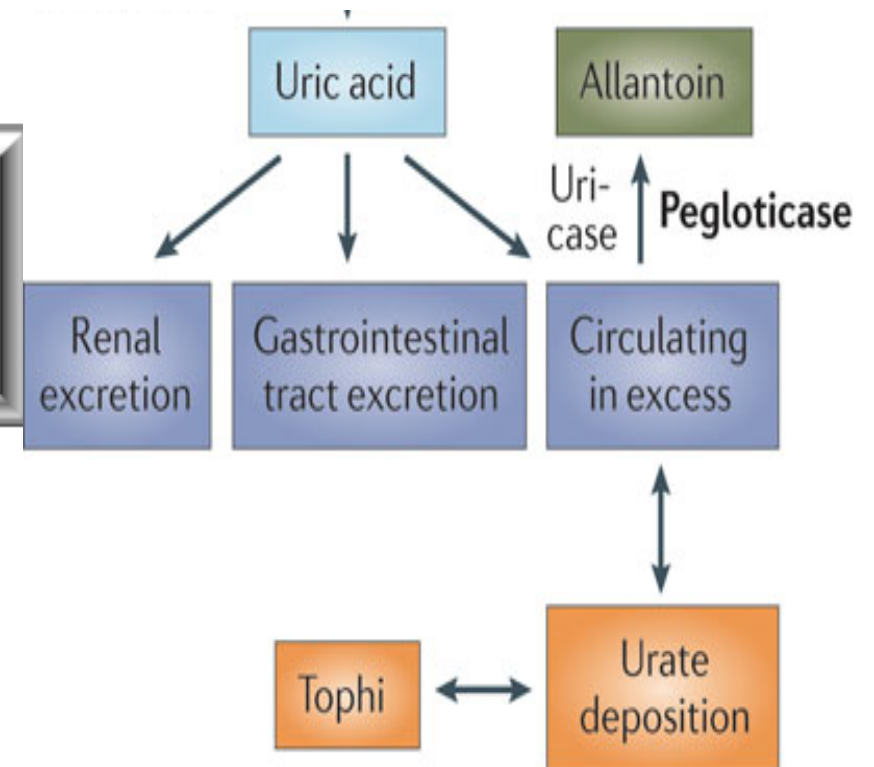 Uric acid
Allantoin
Uri-
case
Pegloticase
Renal
excretion
Gastrointestinal
tract excretion
Circulating
in excess
Tophi
Urate
deposition